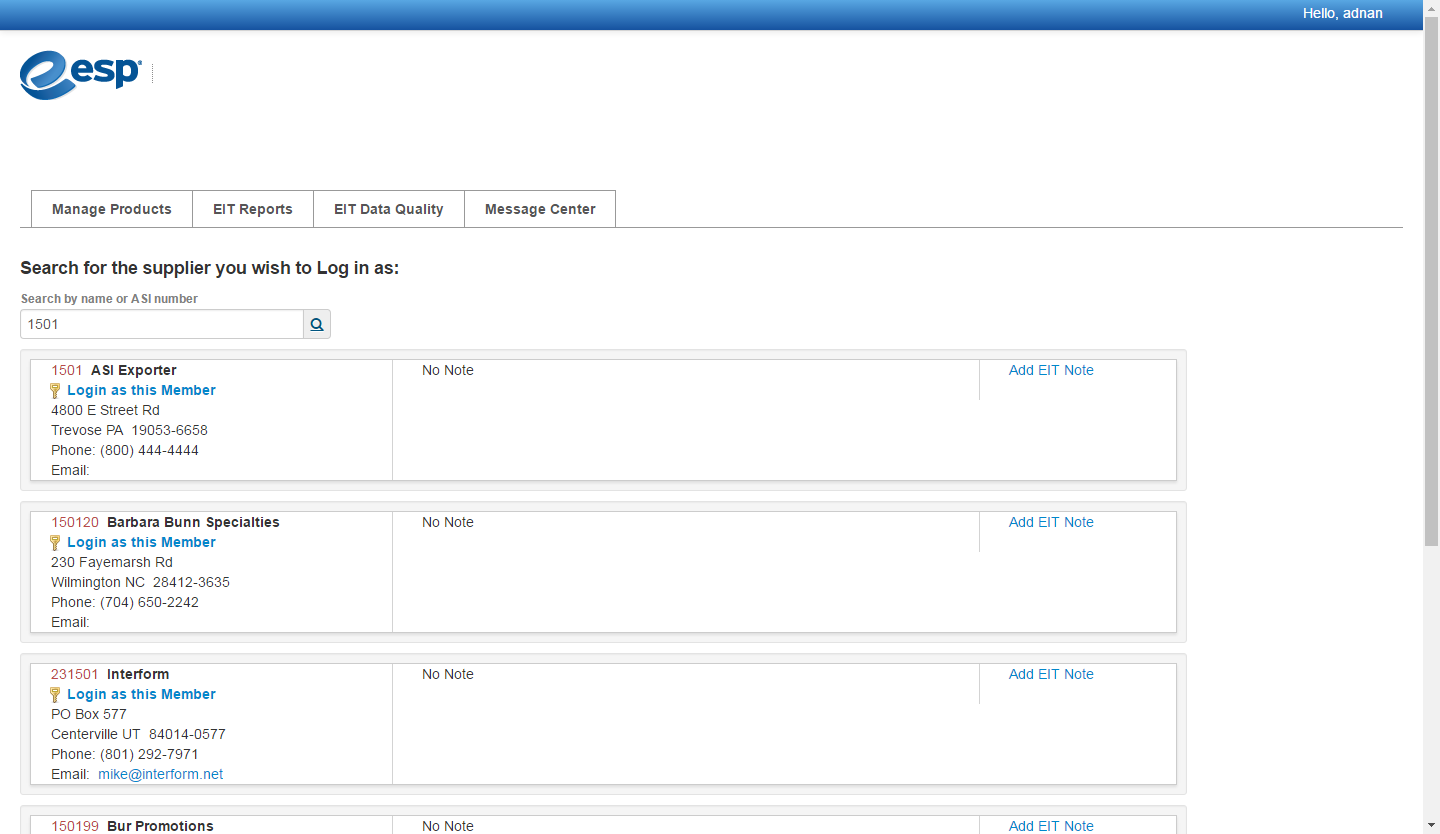 Hello, adnan
esp®
Manage Products EIT Reports EIT Data Quality Message Center
Search for the supplier you wish to Log in as:
Search by name or ASI number
1501
1501 ASI Exporter No Note Add EIT Note
Login as this Member
4800 E Street Rd
Trevose PA 19053-6658
Phone: (800) 444-4444
Email:
150120 Barbara Bunn Specialties No Note Add EIT Note
Login as this Member
230 Fayemarsh Rd
Wilmington NC 28412-3635
Phone: (704) 650-2242
Email:
231501 Interform No Note Add EIT Note
Login as this Member
PO Box 577
Centerville UT 84014-0577
Phone: (801) 292-7971
Email: mike@interform.net
150199 Bur Promotions No Note Add EIT Note